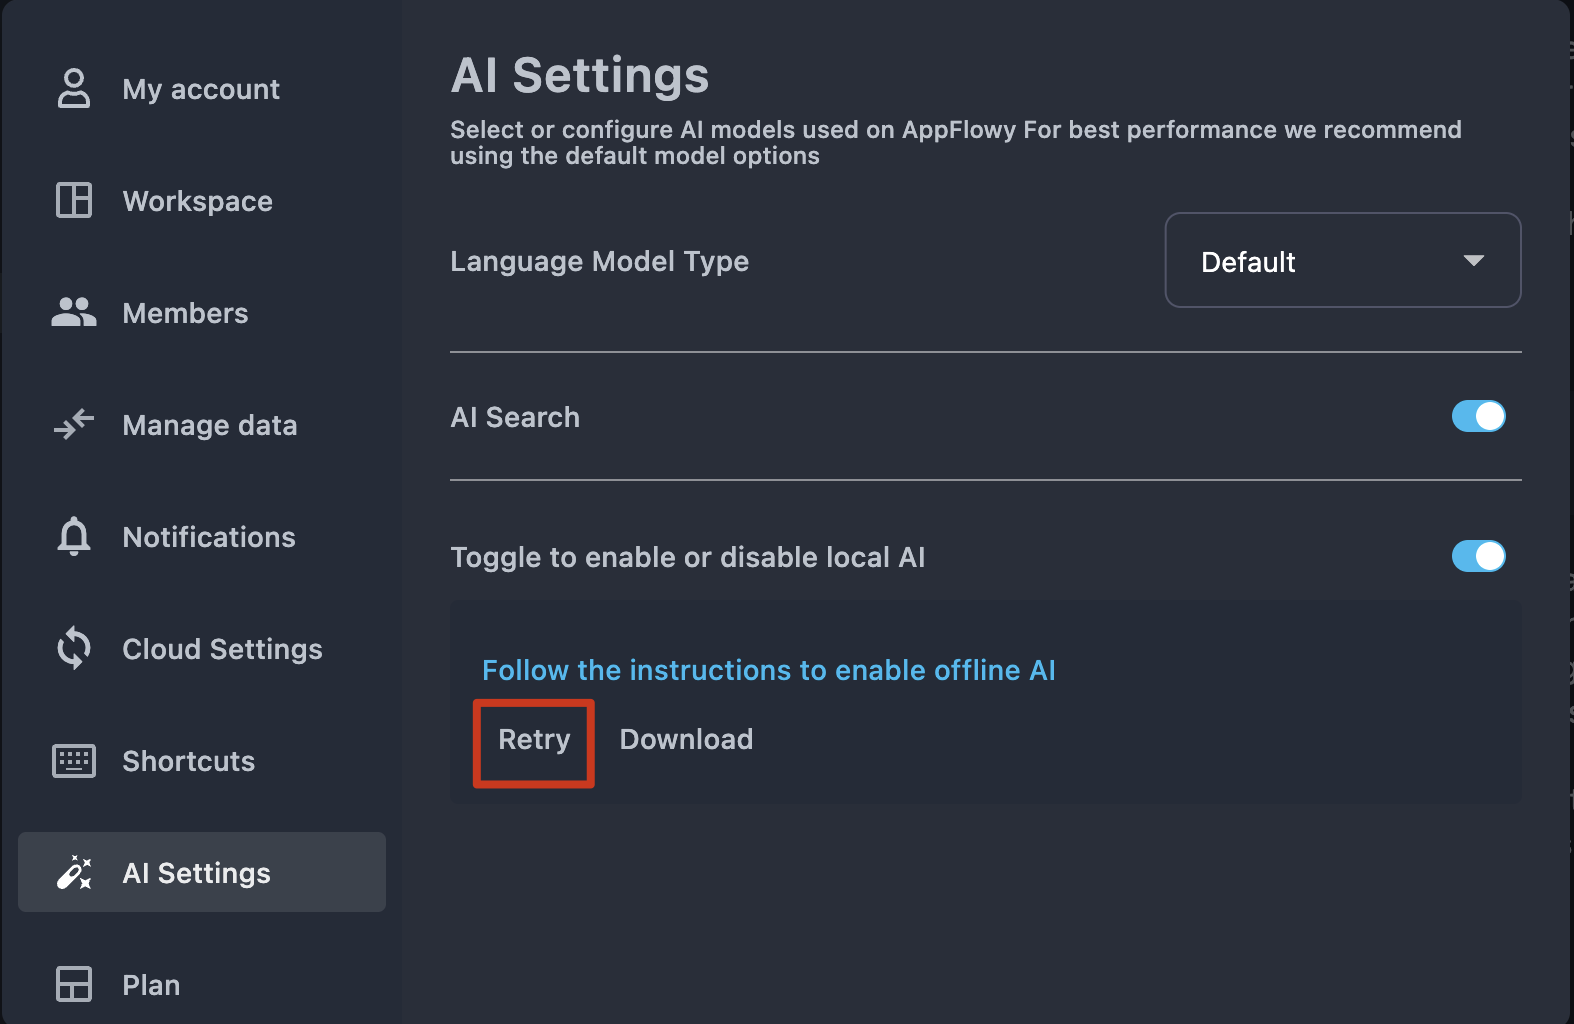 My account
Workspace
Members
Manage data
Notifications
Cloud Settings
Shortcuts
AI Settings
Plan
AI Settings
Select or configure AI models used on AppFlowy For best performance we recommend
using the default model options
Language Model Type
Default
AI Search
Toggle to enable or disable local AI
Follow the instructions to enable offline AI
Retry
Download